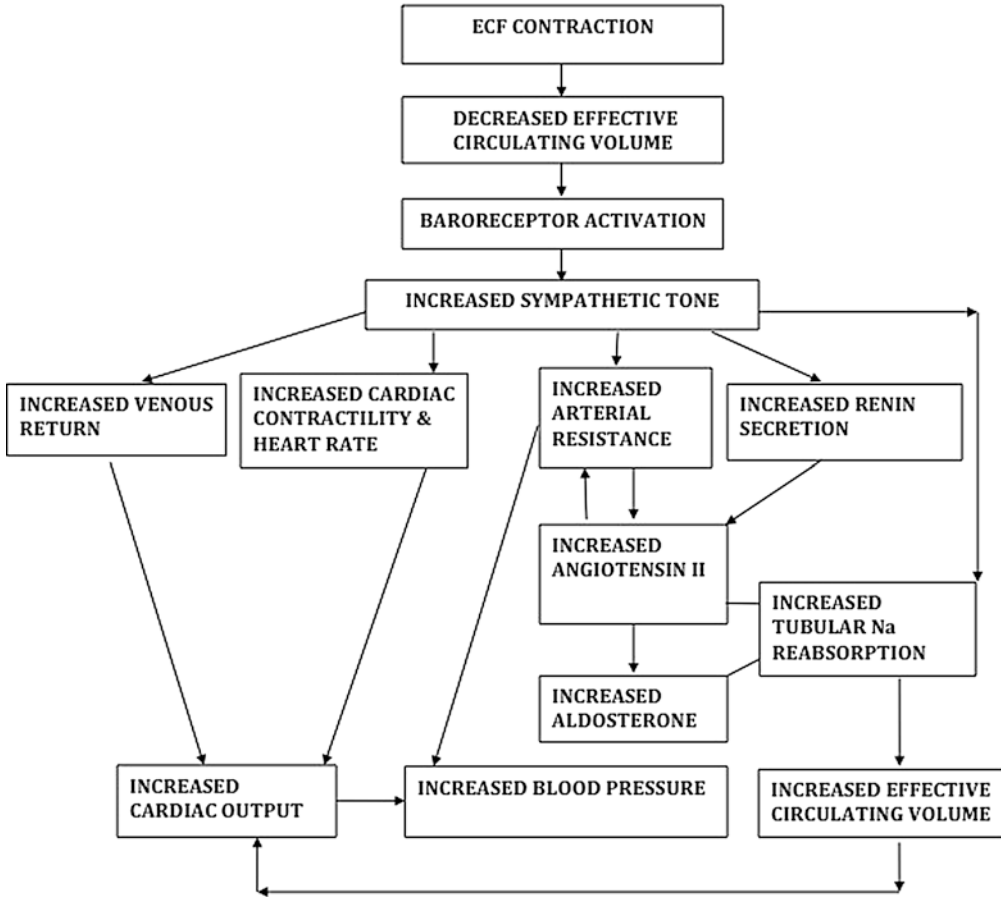 ECF CONTRACTION
DECREASED EFFECTIVE
CIRCULATING VOLUME
BARORECEPTOR ACTIVATION
INCREASED SYMPATHETIC TONE
INCREASED VENOUS
RETURN
INCREASED CARDIAC
CONTRACTILITY &
HEART RATE
INCREASED
ARTERIAL
RESISTANCE
INCREASED RENIN
SECRETION
INCREASED
ANGIOTENSIN II
INCREASED
TUBULAR Na
REABSORPTION
INCREASED
ALDOSTERONE
INCREASED
CARDIAC OUTPUT
INCREASED BLOOD PRESSURE
INCREASED EFFECTIVE
CIRCULATING VOLUME